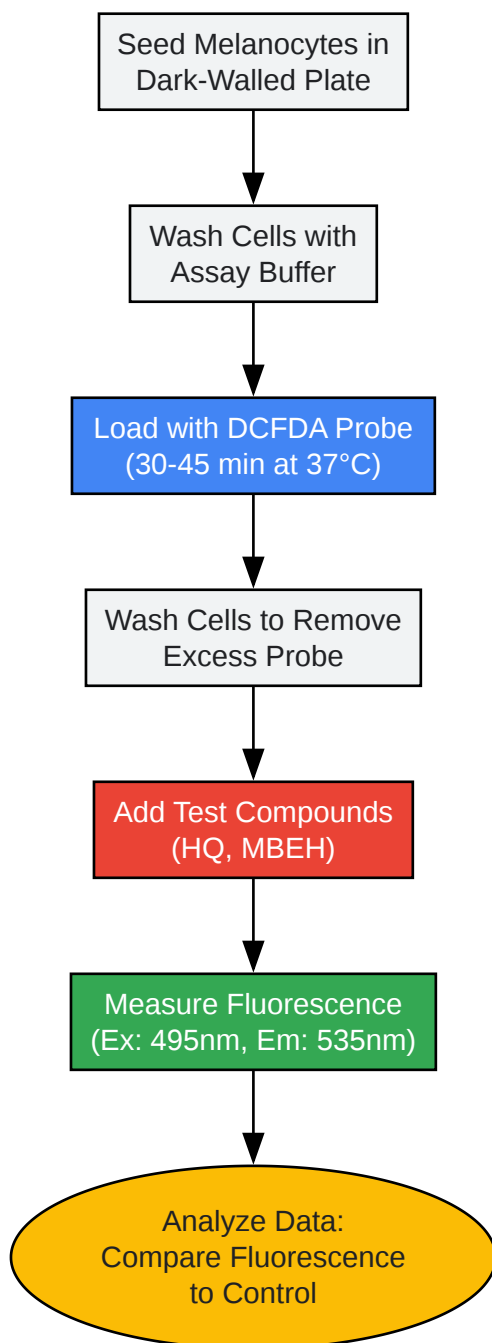 Seed Melanocytes in
Dark-Walled Plate
Wash Cells with
Assay Buffer
Load with DCFDA Probe
(30-45 min at 37°C)
Wash Cells to Remove
Excess Probe
Add Test Compounds
(HQ, MBEH)
Measure Fluorescence
(Ex: 495nm, Em: 535nm)
Analyze Data:
Compare Fluorescence
to Control